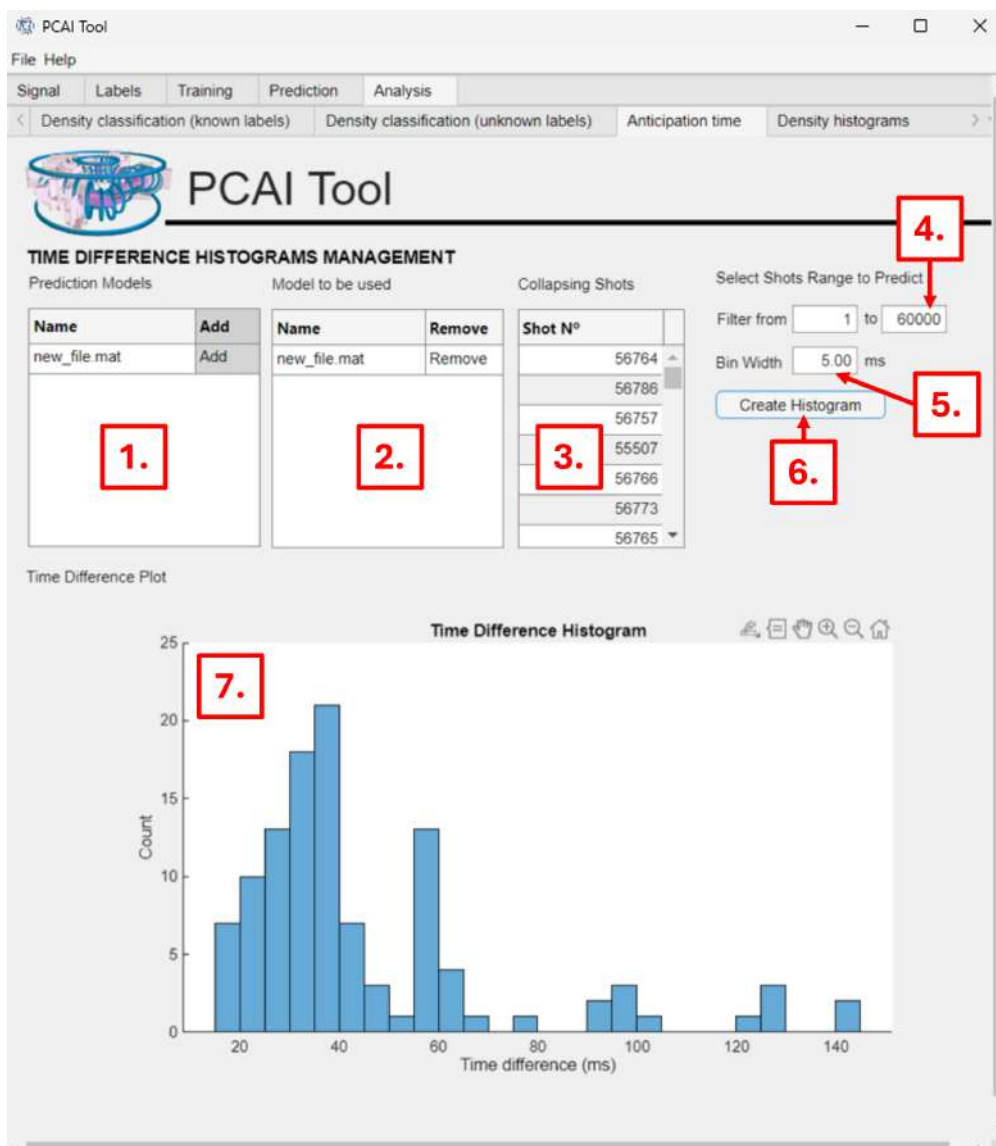 PCAI Tool
File Help
Signal Labels Training Prediction Analysis
Density classification (known labels) Density classification (unknown labels) Anticipation time Density histograms
PCAI Tool
4.
TIME DIFFERENCE HISTOGRAMS MANAGEMENT
Prediction Models Model to be used Collapsing Shots Select Shots Range to Predict
Name Add Name Remove Shot Nº Filter from 1 to 60000
new_file.mat Add new_file.mat Remove 56764 Bin Width 5.00 ms
56786
56757 Create Histogram 5.
1. 2. 3. 55507 6.
56766
56773
56765
Time Difference Plot
Time Difference Histogram
25
7.
20
15
10
5
0
Count
20 40 60 80 100 120 140
Time difference (ms)